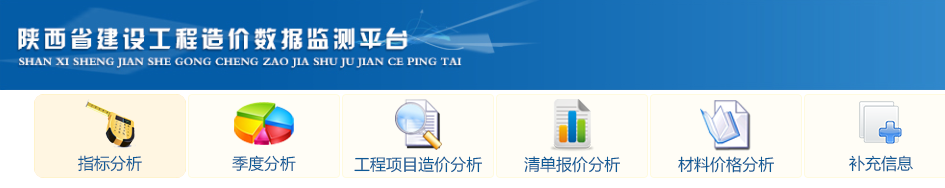 陕西省建设工程造价数据监测平台
SHAN XI SHENG JIAN SHE GONG CHENG ZAO JIA SHU JU JIAN CE PING TAI
指标分析
季度分析
工程项目造价分析
清单报价分析
材料价格分析
补充信息